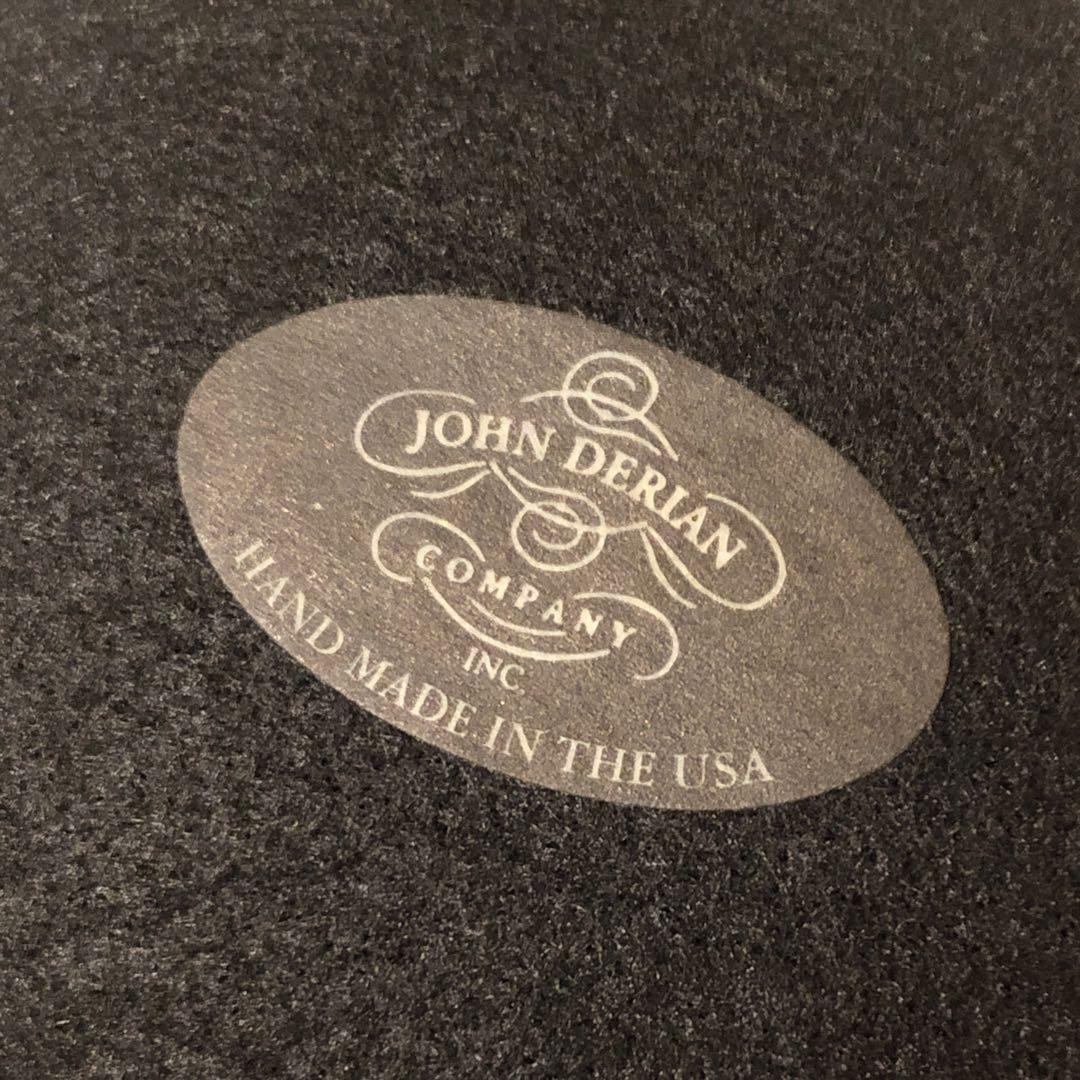 JOHN DERIAN
COMPANY
INC.
HAND MADE IN THE USA